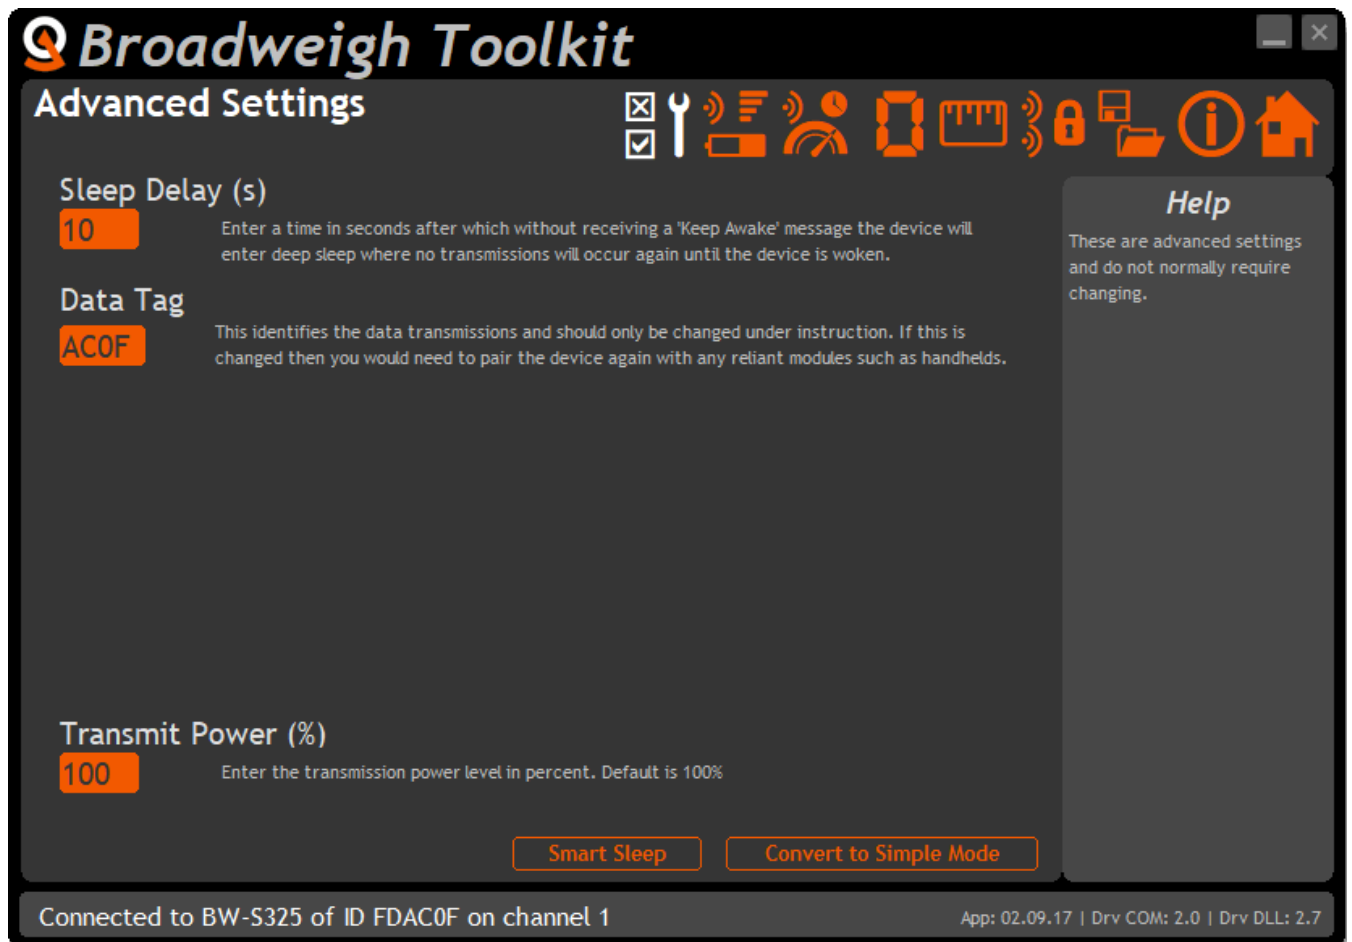 Broadweigh Toolkit
Advanced Settings
Sleep Delay (s)
10
Enter a time in seconds after which without receiving a 'Keep Awake' message the device will
enter deep sleep where no transmissions will occur again until the device is woken.
Data Tag
AC0F
This identifies the data transmissions and should only be changed under instruction. If this is
changed then you would need to pair the device again with any reliant modules such as handhelds.
Transmit Power (%)
100
Enter the transmission power level in percent. Default is 100%
Smart Sleep
Convert to Simple Mode
Help
These are advanced settings
and do not normally require
changing.
Connected to BW-S325 of ID FDAC0F on channel 1
App: 02.09.17 | Drv COM: 2.0 | Drv DLL: 2.7